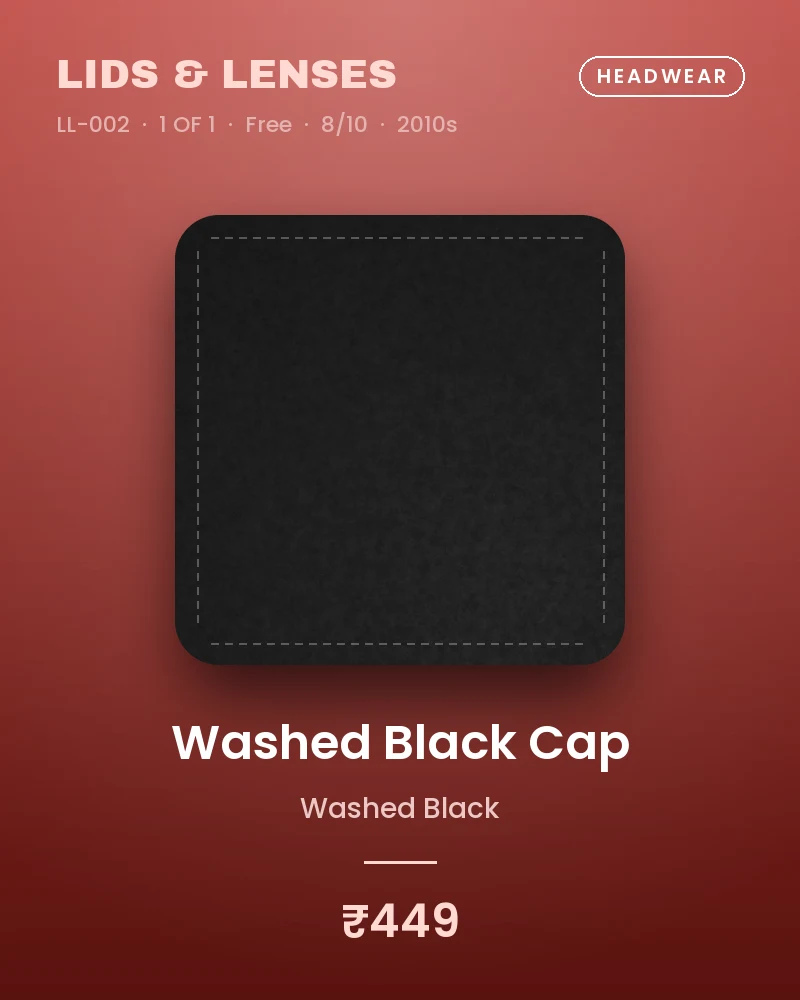 LIDS & LENSES
HEADWEAR
LL-002 · 1 OF 1 · Free · 8/10 · 2010s
Washed Black Cap
Washed Black
₹449